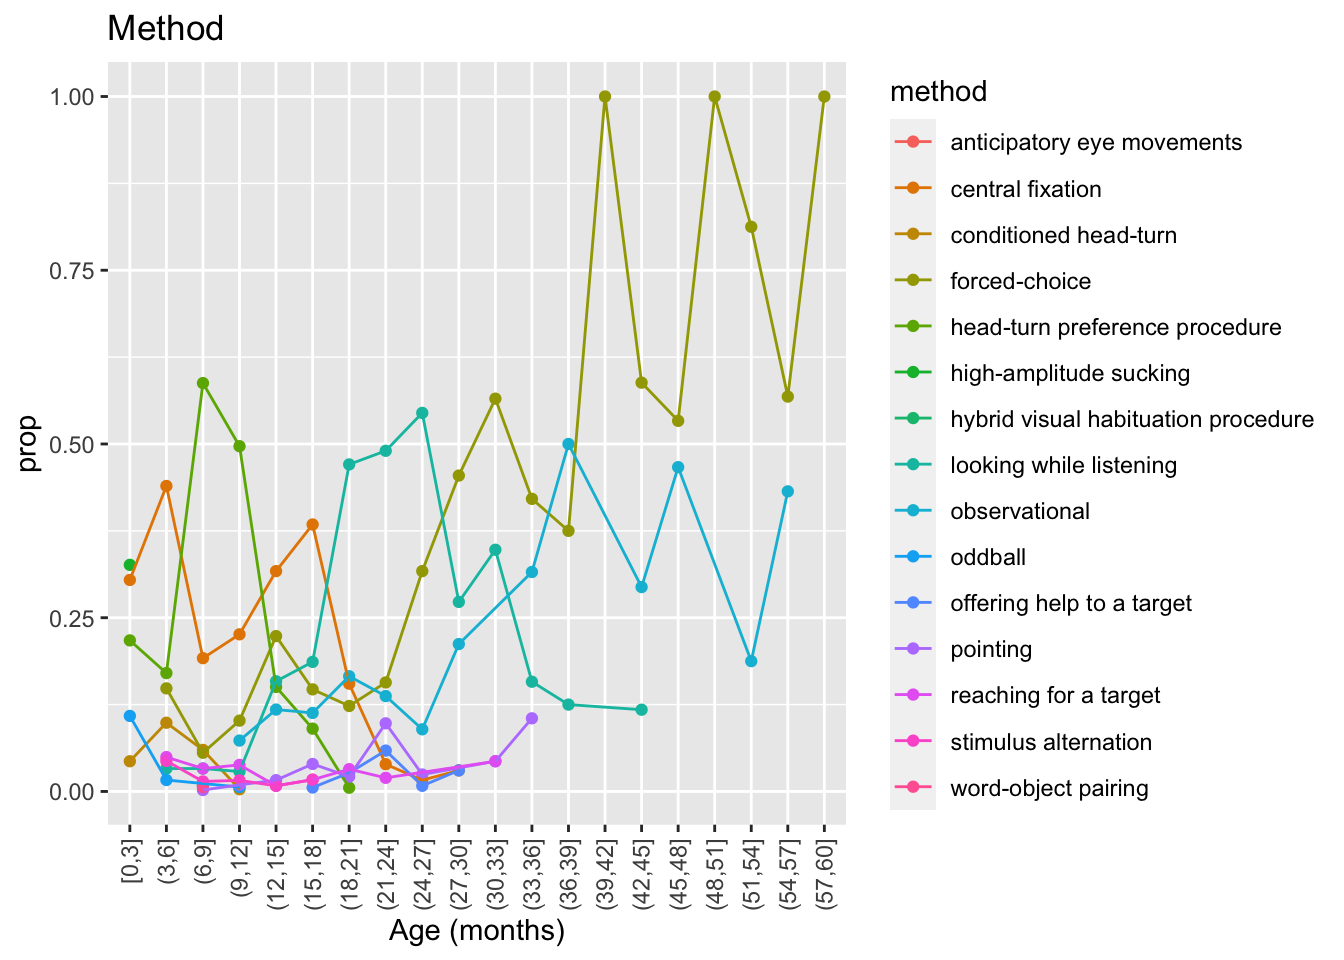 Method
1.00
0.75
0.50
0.25
0.00
prop
[0,3]
(3,6]
(6,9]
(9,12]
(12,15]
(15,18]
(18,21]
(21,24]
(24,27]
(27,30]
(30,33]
(33,36]
(36,39]
(39,42]
(42,45]
(45,48]
(48,51]
(51,54]
(54,57]
(57,60]
Age (months)
method
anticipatory eye movements
central fixation
conditioned head-turn
forced-choice
head-turn preference procedure
high-amplitude sucking
hybrid visual habituation procedure
looking while listening
observational
oddball
offering help to a target
pointing
reaching for a target
stimulus alternation
word-object pairing